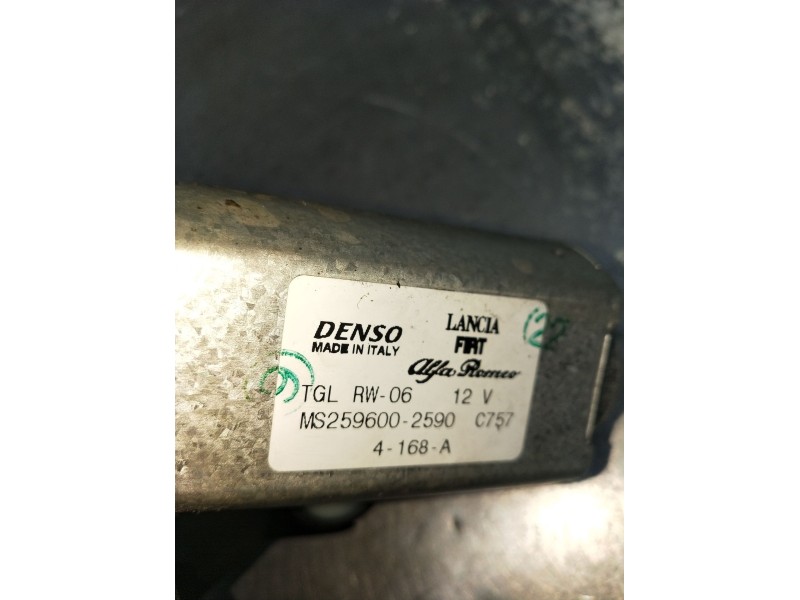 DENSO
MADE IN ITALY
LANCIA
FIAT
Alfa Romeo
TGL RW-06 12 V
MS259600-2590 C757
4-168-A